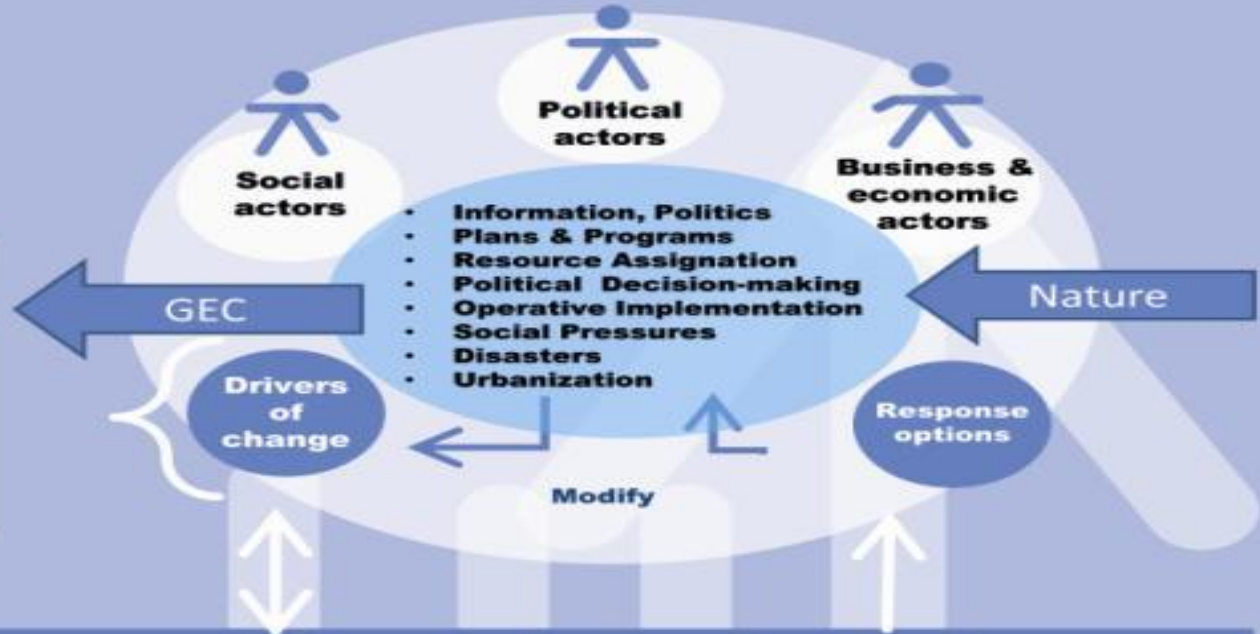 Political
actors
Social
actors
Business &
economic
actors
• Information, Politics
• Plans & Programs
• Resource Assignation
• Political Decision-making
• Operative Implementation
• Social Pressures
• Disasters
• Urbanization
GEC
Nature
Drivers
of
change
Response
options
Modify